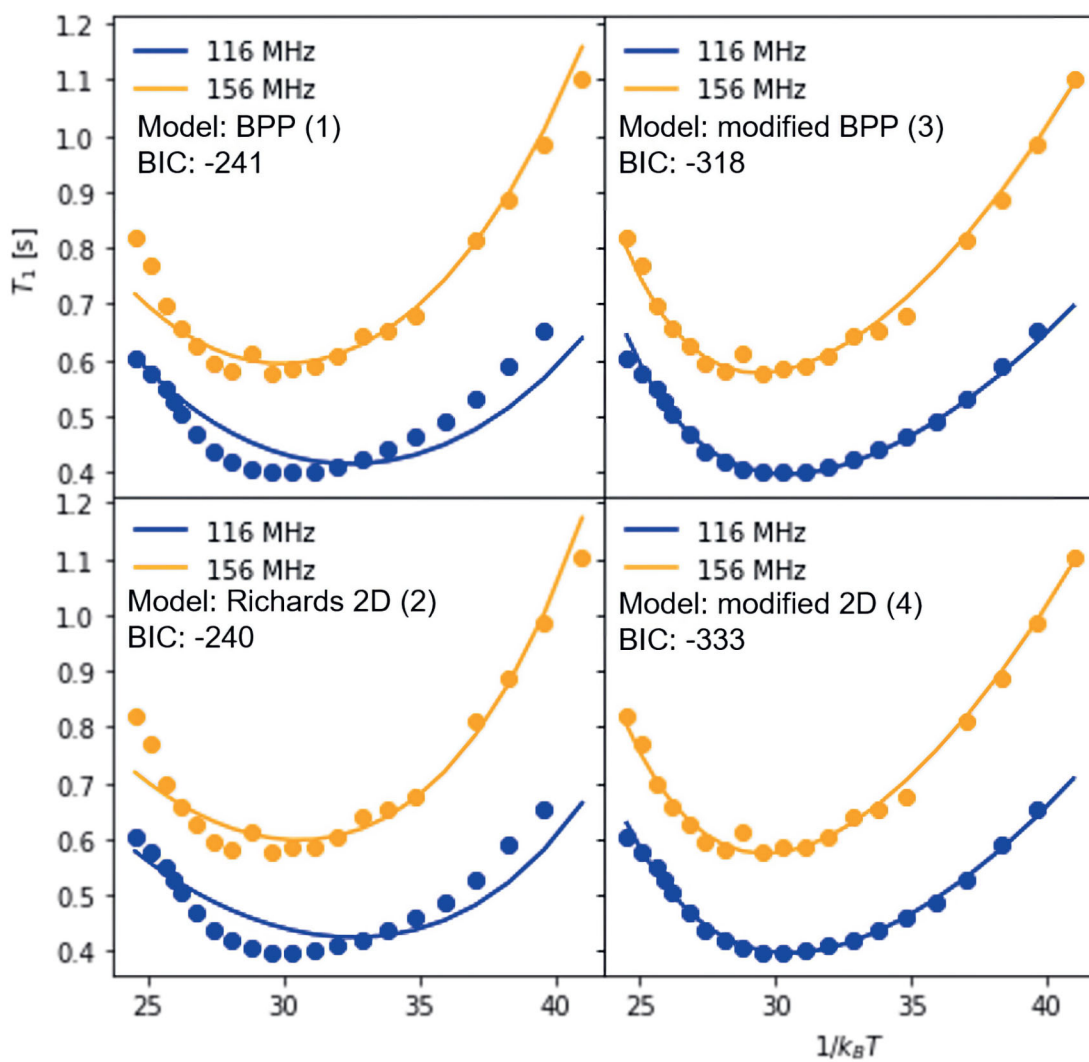 1.2
1.1
1.0
0.9
0.8
0.7
0.6
0.5
0.4
T₁ [s]
116 MHz
156 MHz
Model: BPP (1)
BIC: -241
116 MHz
156 MHz
Model: modified BPP (3)
BIC: -318
1.2
1.1
1.0
0.9
0.8
0.7
0.6
0.5
0.4
116 MHz
156 MHz
Model: Richards 2D (2)
BIC: -240
116 MHz
156 MHz
Model: modified 2D (4)
BIC: -333
25 30 35 40
25 30 35 40
1/k_BT